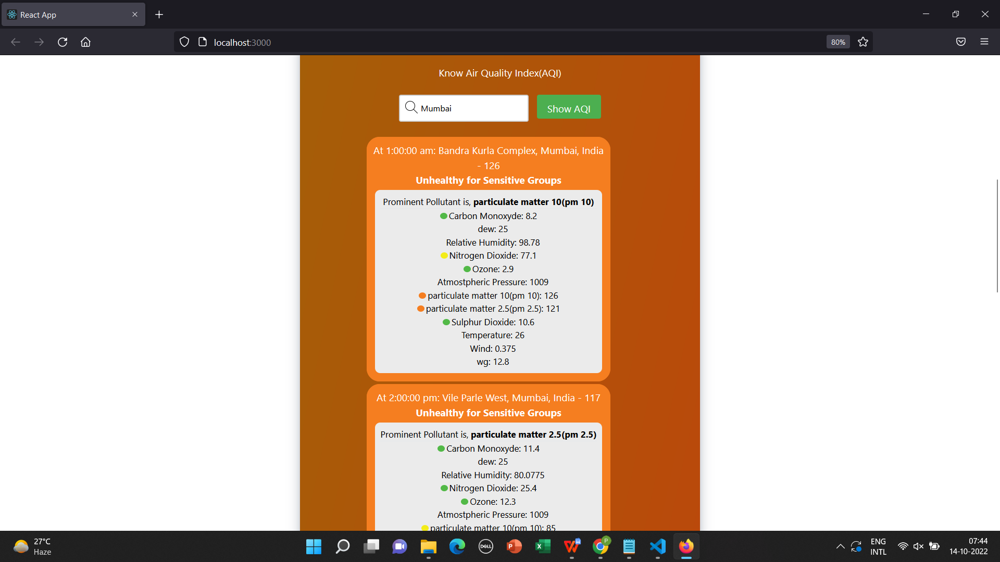 React App
localhost:3000
80%
Know Air Quality Index(AQI)
Mumbai
Show AQI
At 1:00:00 am: Bandra Kurla Complex, Mumbai, India
- 126
Unhealthy for Sensitive Groups
Prominent Pollutant is, particulate matter 10(pm 10)
Carbon Monoxyde: 8.2
dew: 25
Relative Humidity: 98.78
Nitrogen Dioxide: 77.1
Ozone: 2.9
Atmostpheric Pressure: 1009
particulate matter 10(pm 10): 126
particulate matter 2.5(pm 2.5): 121
Sulphur Dioxide: 10.6
Temperature: 26
Wind: 0.375
wg: 12.8
At 2:00:00 pm: Vile Parle West, Mumbai, India - 117
Unhealthy for Sensitive Groups
Prominent Pollutant is, particulate matter 2.5(pm 2.5)
Carbon Monoxyde: 11.4
dew: 25
Relative Humidity: 80.0775
Nitrogen Dioxide: 25.4
Ozone: 12.3
Atmostpheric Pressure: 1009
particulate matter 10(pm 10): 85
27°C
Haze
DELL
P
X
W
P
ENG
INTL
07:44
14-10-2022